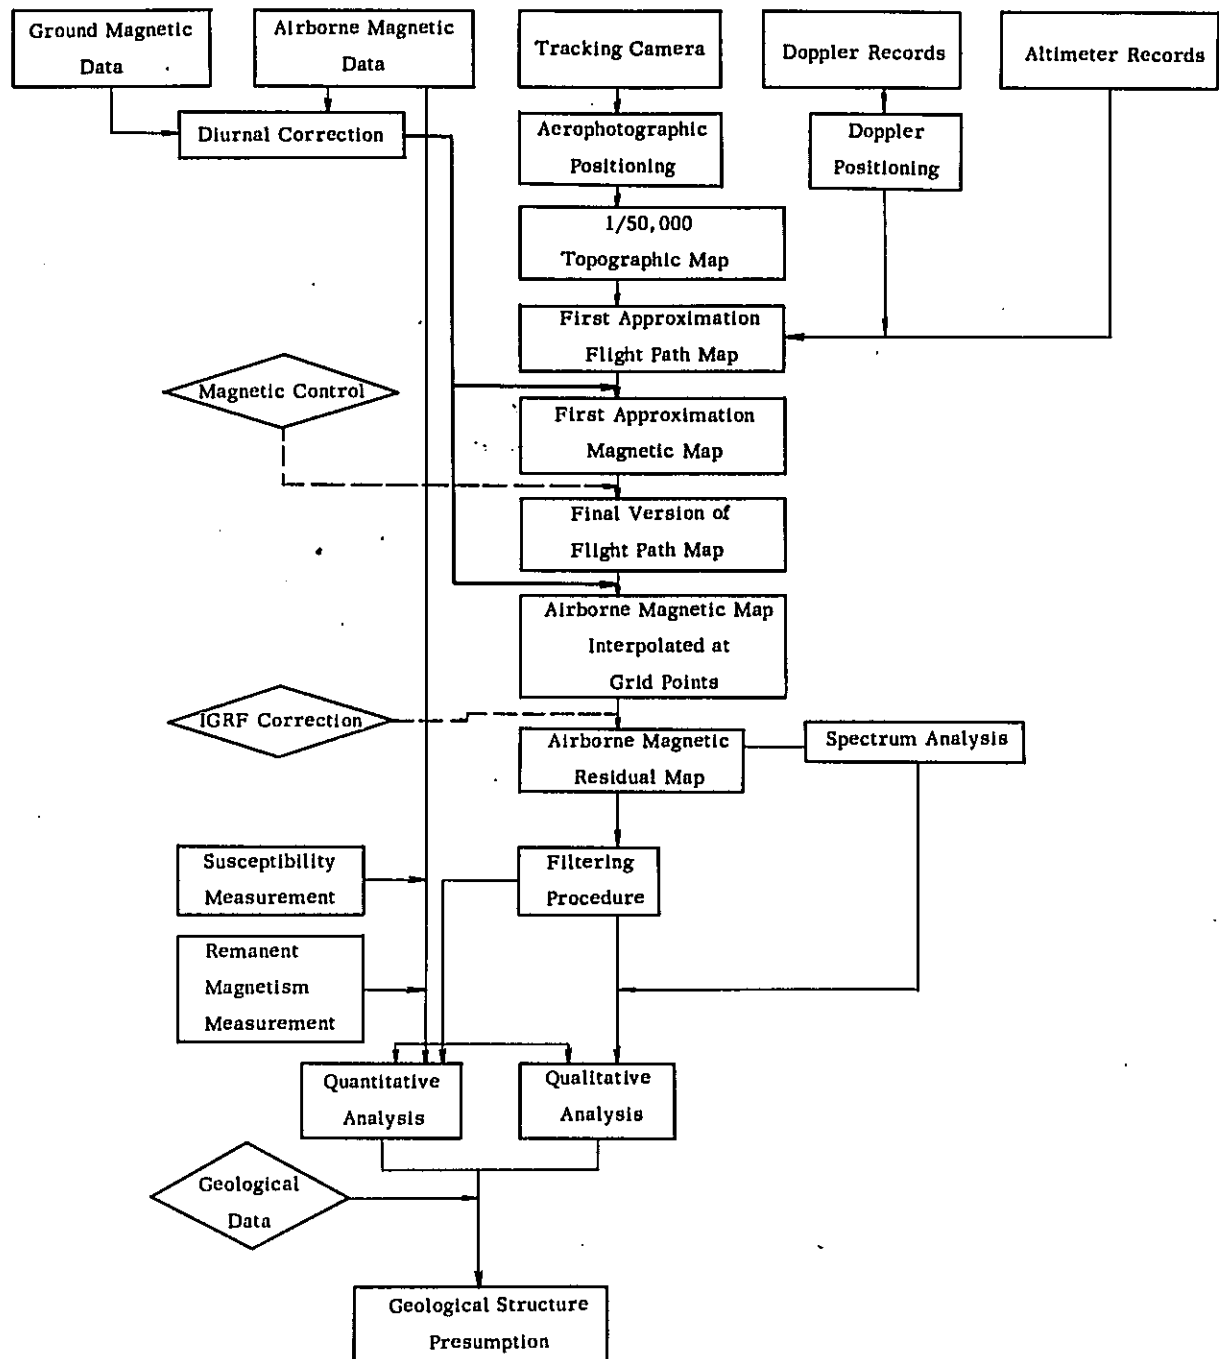 Ground Magnetic
Data
Airborne Magnetic
Data
Tracking Camera
Doppler Records
Altimeter Records
Diurnal Correction
Aerophotographic
Positioning
Doppler
Positioning
1/50,000
Topographic Map
First Approximation
Flight Path Map
Magnetic Control
First Approximation
Magnetic Map
Final Version of
Flight Path Map
Airborne Magnetic Map
Interpolated at
Grid Points
IGRF Correction
Airborne Magnetic
Residual Map
Spectrum Analysis
Susceptibility
Measurement
Filtering
Procedure
Remanent
Magnetism
Measurement
Quantitative
Analysis
Qualitative
Analysis
Geological
Data
Geological Structure
Presumption